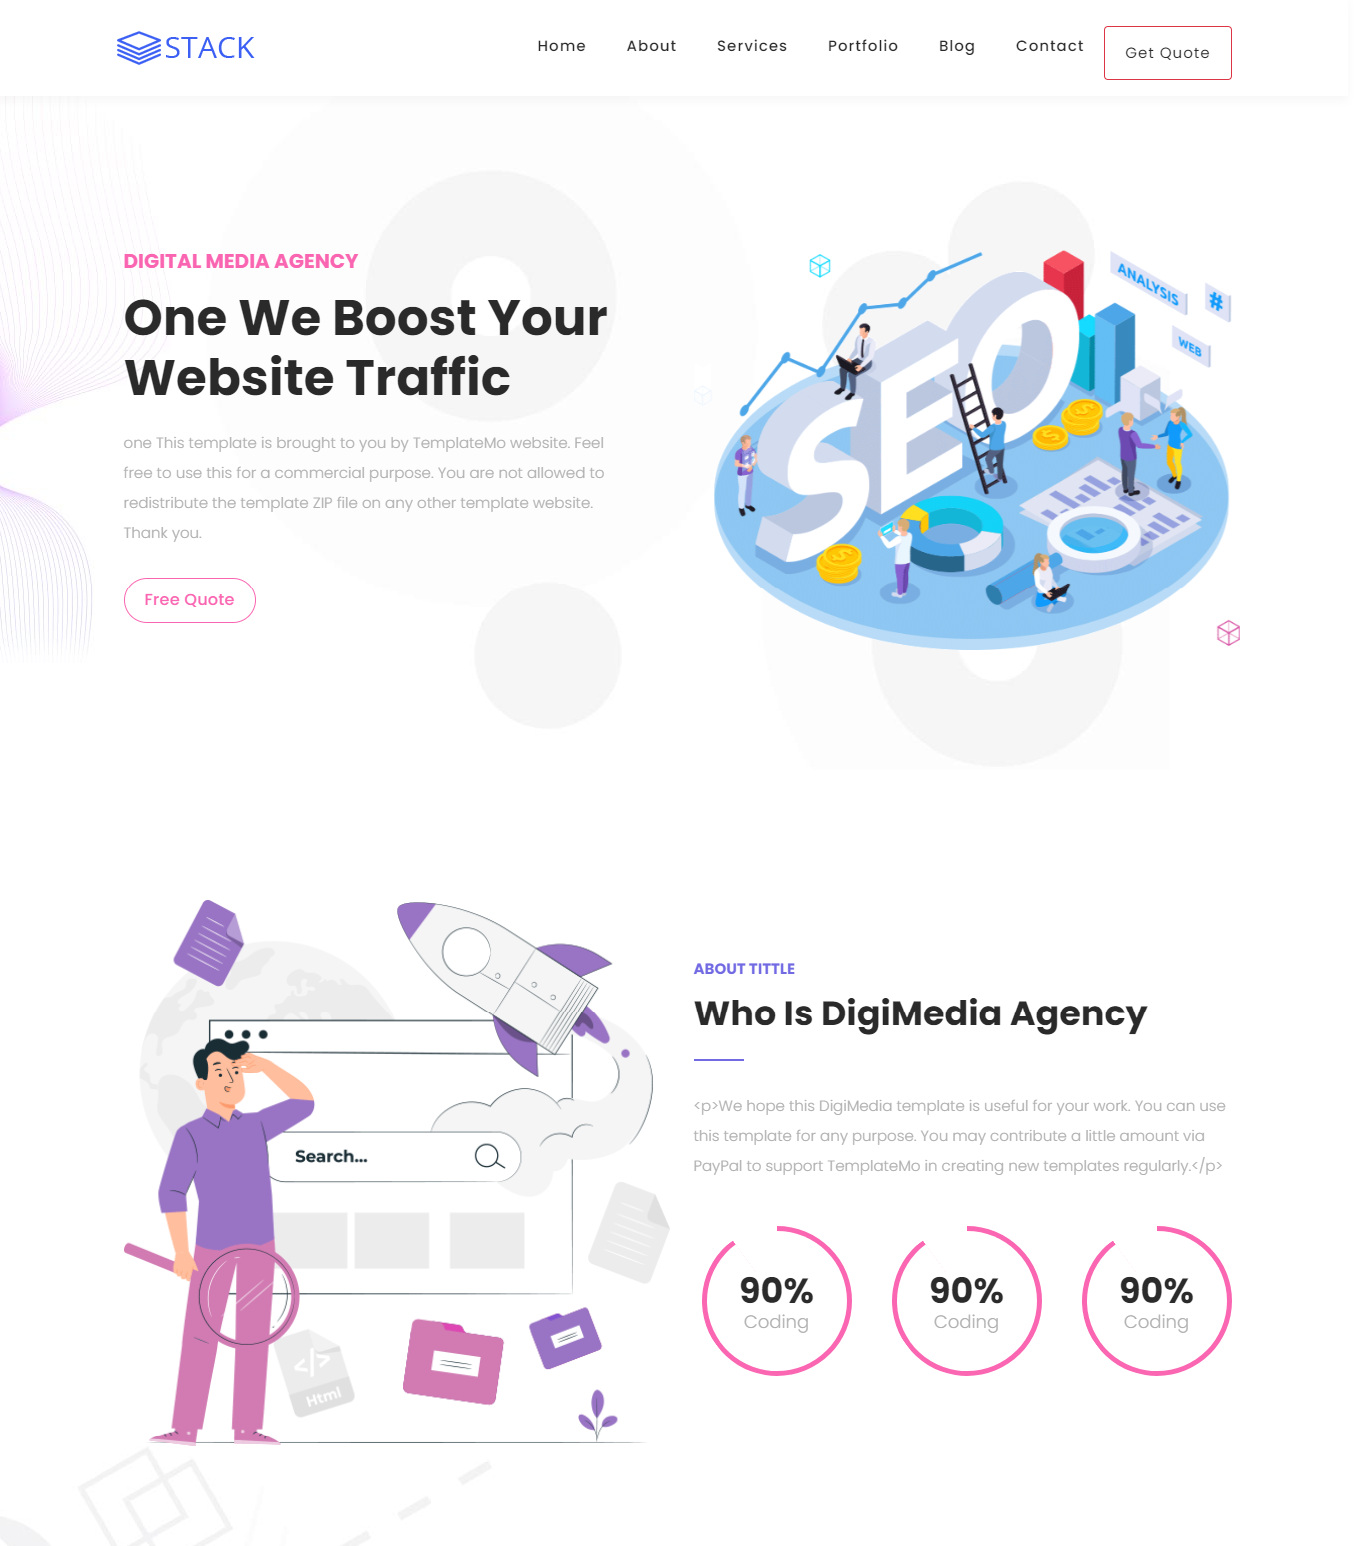 STACK
Home About Services Portfolio Blog Contact Get Quote
DIGITAL MEDIA AGENCY
One We Boost Your
Website Traffic
one This template is brought to you by TemplateMo website. Feel
free to use this for a commercial purpose. You are not allowed to
redistribute the template ZIP file on any other template website.
Thank you.
Free Quote
ANALYSIS
#
WEB
SEO
ABOUT TITTLE
Who Is DigiMedia Agency
<p>We hope this DigiMedia template is useful for your work. You can use
this template for any purpose. You may contribute a little amount via
PayPal to support TemplateMo in creating new templates regularly.</p>
90% 90% 90%
Coding Coding Coding
Search...
</>
Html